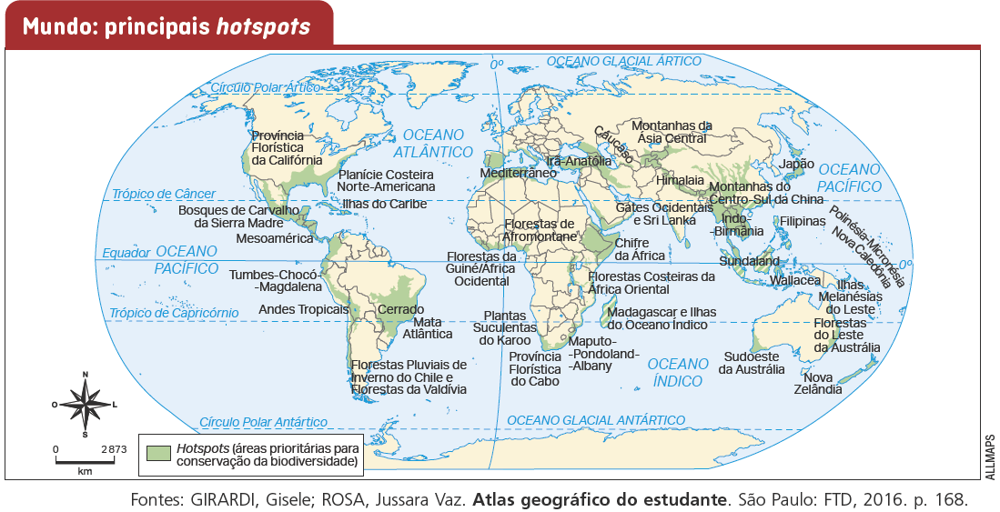 Mundo: principais hotspots
OCEANO GLACIAL ÁRTICO
0º
Círculo Polar Ártico
OCEANO
ATLÂNTICO
Província
Florística
da Califórnia
Planície Costeira
Norte-Americana
Ilhas do Caribe
Trópico de Câncer
Bosques de Carvalho
da Sierra Madre
Mesoamérica
Equador
OCEANO
PACÍFICO
Tumbes-Chocó-
-Magdalena
Andes Tropicais
Cerrado
Mata
Atlântica
Trópico de Capricórnio
Florestas Pluviais de
Inverno do Chile e
Florestas da Valdívia
Mediterrâneo
Cáucaso
Irã-Anatólia
Montanhas da
Ásia Central
Himalaia
Japão
OCEANO
PACÍFICO
Montanhas do
Centro-Sul da China
Gates Ocidentais
e Sri Lanka
Indo-
-Birmânia
Filipinas
Polinésia-Micronésia
Nova Caledônia
Florestas de
Afromontane
Chifre
da África
Florestas da
Guiné/África
Ocidental
Sundaland
0º
Wallacea
Ilhas
Melanésias
do Leste
Florestas Costeiras da
África Oriental
Madagascar e Ilhas
do Oceano Índico
Plantas
Suculentas
do Karoo
Maputo-
-Pondoland-
-Albany
Província
Florística
do Cabo
OCEANO
ÍNDICO
Florestas
do Leste
da Austrália
Sudoeste
da Austrália
Nova
Zelândia
Círculo Polar Antártico
OCEANO GLACIAL ANTÁRTICO
N
O
L
S
0
2 873
km
Hotspots (áreas prioritárias para
conservação da biodiversidade)
ALLMAPS
Fontes: GIRARDI, Gisele; ROSA, Jussara Vaz. Atlas geográfico do estudante. São Paulo: FTD, 2016. p. 168.